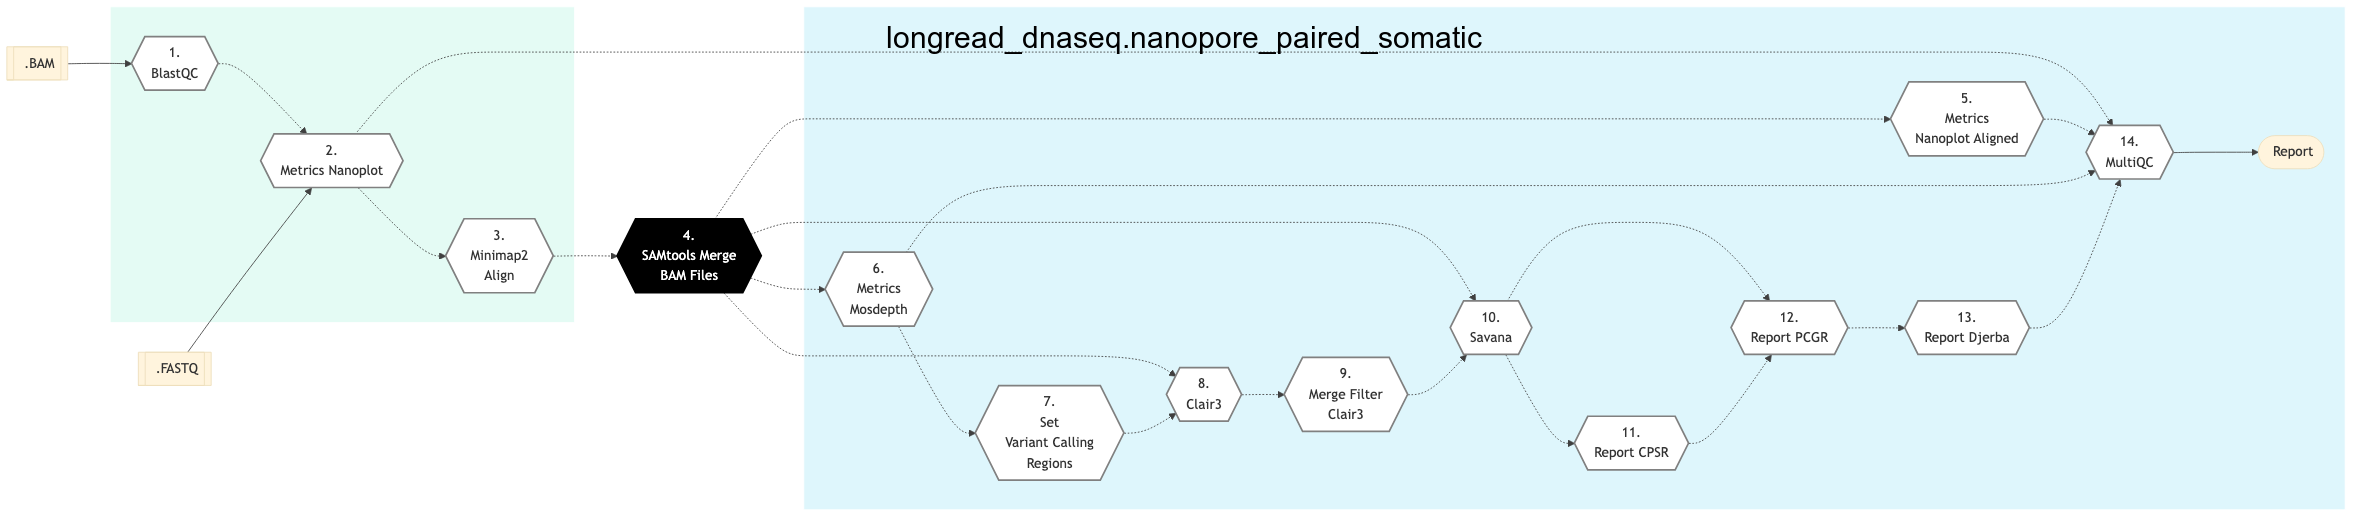 longread_dnaseq.nanopore_paired_somatic
.BAM
1.
BlastQC
2.
Metrics Nanoplot
.FASTQ
3.
Minimap2
Align
4.
SAMtools Merge
BAM Files
5.
Metrics
Nanoplot Aligned
6.
Metrics
Mosdepth
7.
Set
Variant Calling
Regions
8.
Clair3
9.
Merge Filter
Clair3
10.
Savana
11.
Report CPSR
12.
Report PCGR
13.
Report Djerba
14.
MultiQC
Report